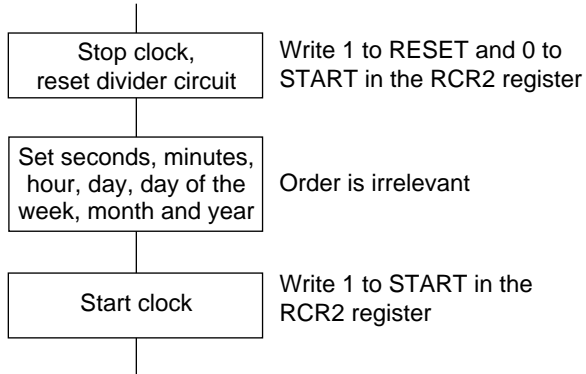 Stop clock,
reset divider circuit
Write 1 to RESET and 0 to
START in the RCR2 register
Set seconds, minutes,
hour, day, day of the
week, month and year
Order is irrelevant
Start clock
Write 1 to START in the
RCR2 register